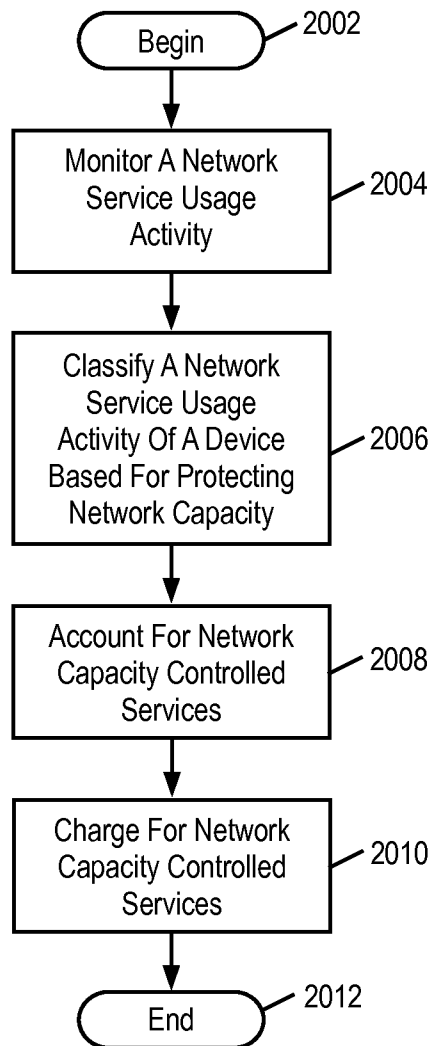 Begin
2002
Monitor A Network
Service Usage
Activity
2004
Classify A Network
Service Usage
Activity Of A Device
Based For Protecting
Network Capacity
2006
Account For Network
Capacity Controlled
Services
2008
Charge For Network
Capacity Controlled
Services
2010
End
2012